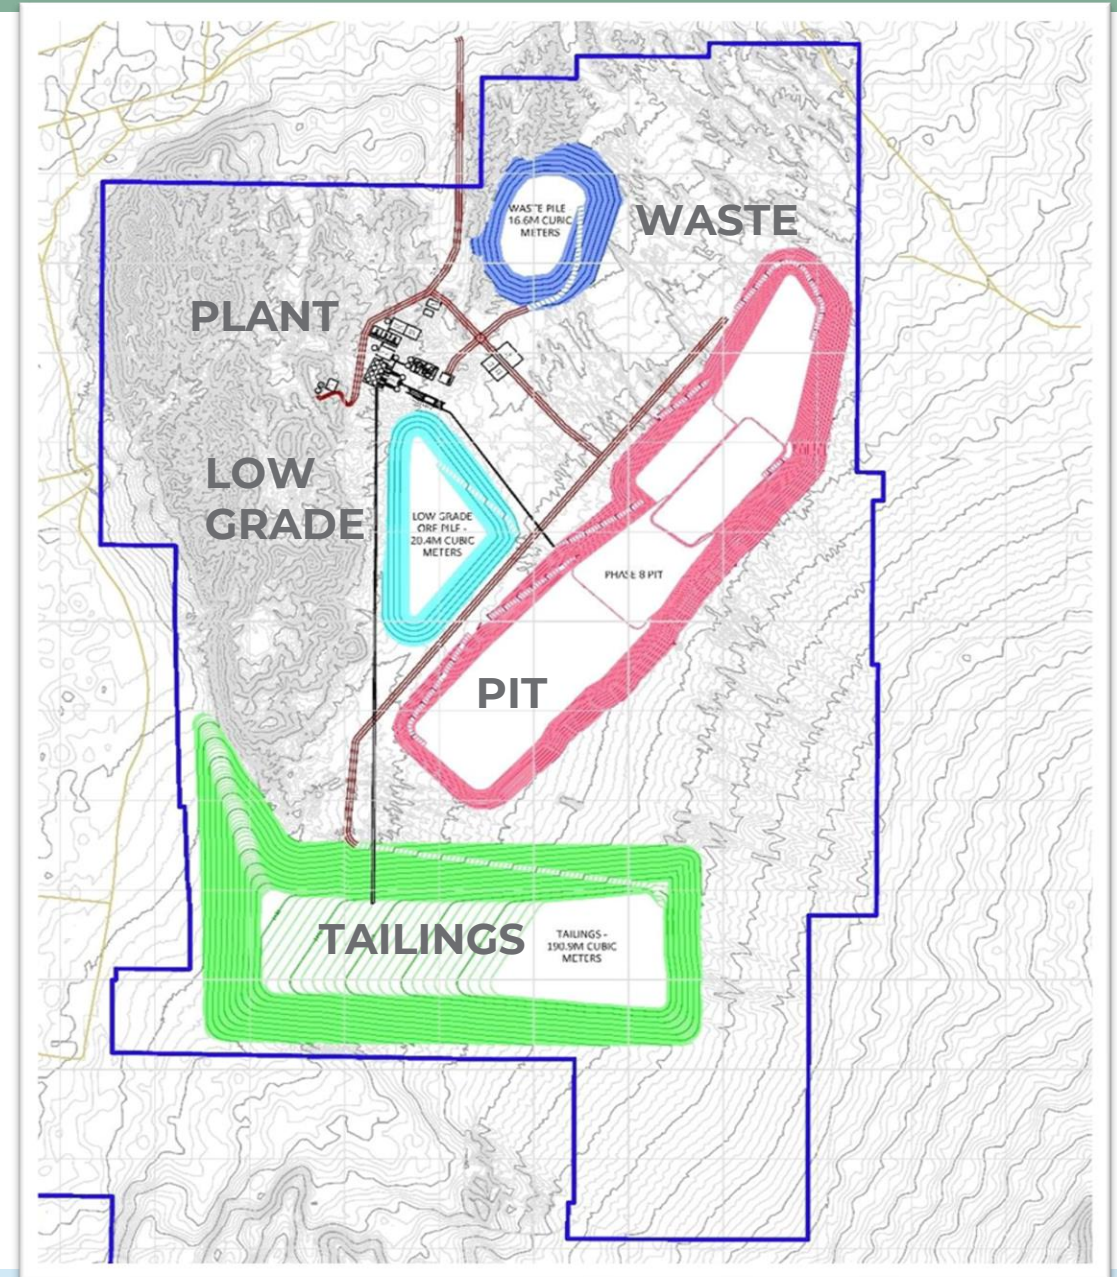 WASTE PILE
16.6M CUBIC
METERS
WASTE
PLANT
LOW
GRADE
LOW GRADE
ORE PILE -
20.4M CUBIC
METERS
PHASE 8 PIT
PIT
TAILINGS
TAILINGS -
190.9M CUBIC
METERS